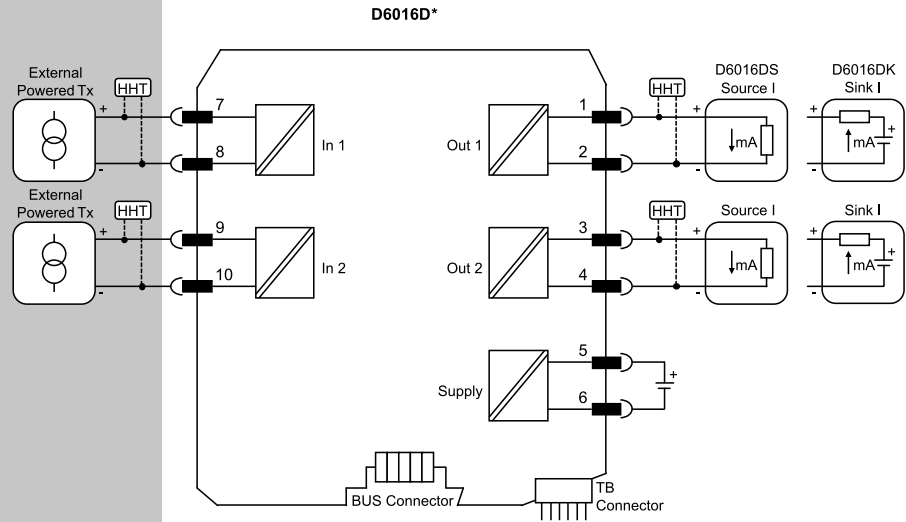 D6016D*
External
Powered Tx
HHT
+
-
7
8
In 1
External
Powered Tx
HHT
+
-
9
10
In 2
Out 1
1
2
HHT
D6016DS
Source I
+
-
mA
D6016DK
Sink I
+
-
mA
+
Out 2
3
4
HHT
Source I
+
-
mA
Sink I
+
-
mA
+
Supply
5
6
+
BUS Connector
TB
Connector